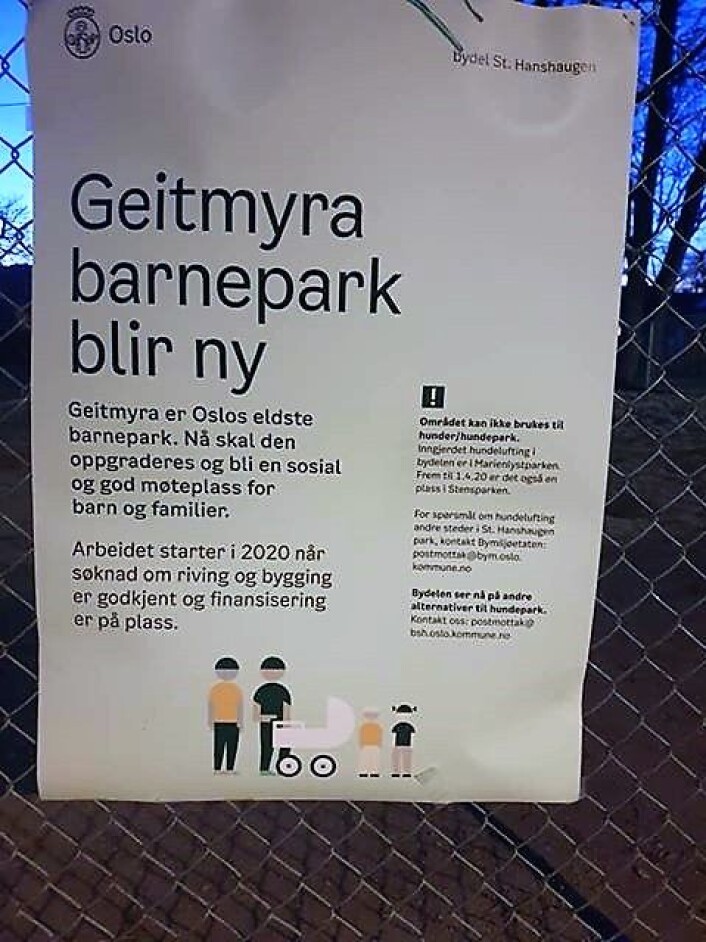 Oslo
bydel St. Hanshaugen
Geitmyra
barnepark
blir ny
Geitmyra er Oslos eldste
barnepark. Nå skal den
oppgraderes og bli en sosial
og god møteplass for
barn og familier.
Arbeidet starter i 2020 når
søknad om riving og bygging
er godkjent og finansisering
er på plass.
!
Området kan ikke brukes til
hunder/hundepark.
Inngjerdet hundelufting i
bydelen er i Marienlystparken.
Frem til 1.4.20 er det også en
plass i Stensparken.
For spørsmål om hundelufting
andre steder i St. Hanshaugen
park, kontakt Bymiljøetaten:
postmottak@bym.oslo.
kommune.no
Bydelen ser nå på andre
alternativer til hundepark.
Kontakt oss: postmottak@
bsh.oslo.kommune.no